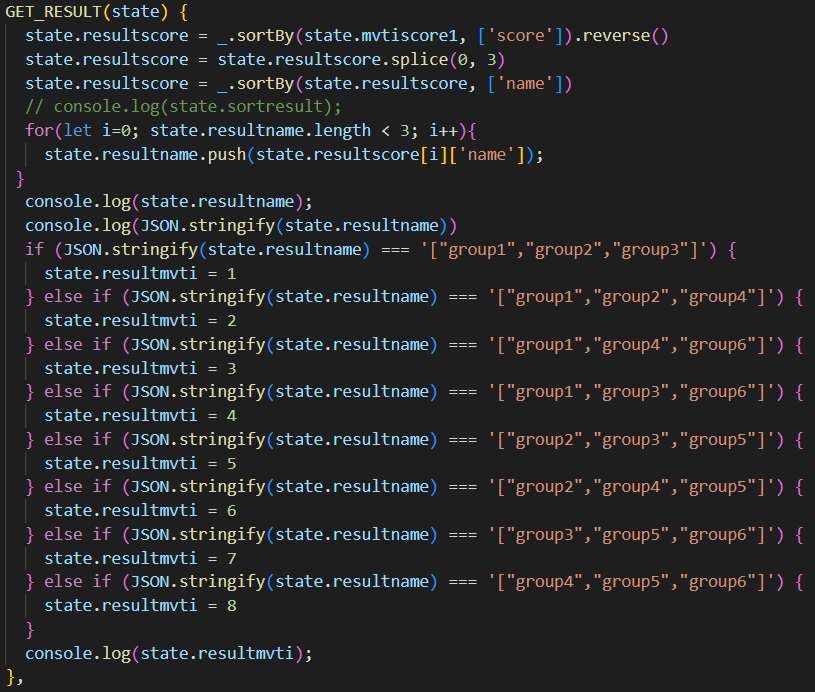 GET_RESULT(state) {
state.resultscore = _.sortBy(state.mvtiscore1, ['score']).reverse()
state.resultscore = state.resultscore.splice(0, 3)
state.resultscore = _.sortBy(state.resultscore, ['name'])
// console.log(state.sortresult);
for(let i=0; state.resultname.length < 3; i++){
state.resultname.push(state.resultscore[i]['name']);
}
console.log(state.resultname);
console.log(JSON.stringify(state.resultname))
if (JSON.stringify(state.resultname) === '["group1","group2","group3"]') {
state.resultmvti = 1
} else if (JSON.stringify(state.resultname) === '["group1","group2","group4"]') {
state.resultmvti = 2
} else if (JSON.stringify(state.resultname) === '["group1","group4","group6"]') {
state.resultmvti = 3
} else if (JSON.stringify(state.resultname) === '["group1","group3","group6"]') {
state.resultmvti = 4
} else if (JSON.stringify(state.resultname) === '["group2","group3","group5"]') {
state.resultmvti = 5
} else if (JSON.stringify(state.resultname) === '["group2","group4","group5"]') {
state.resultmvti = 6
} else if (JSON.stringify(state.resultname) === '["group3","group5","group6"]') {
state.resultmvti = 7
} else if (JSON.stringify(state.resultname) === '["group4","group5","group6"]') {
state.resultmvti = 8
}
console.log(state.resultmvti);
},